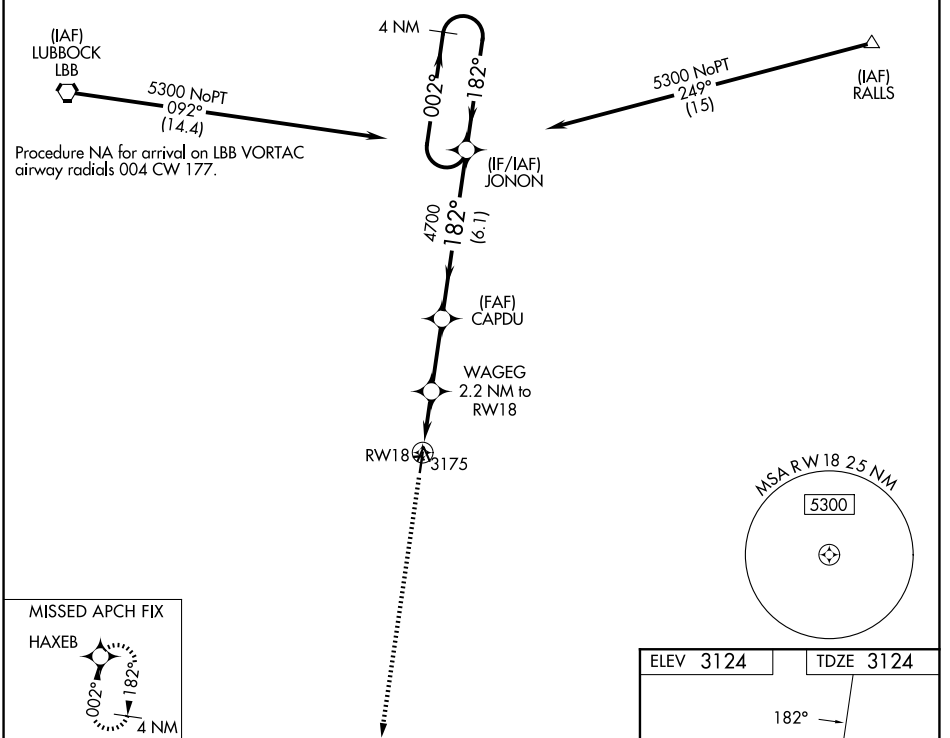 (IAF)
LUBBOCK
LBB
5300 NoPT
092°
(14.4)
Procedure NA for arrival on LBB VORTAC
airway radials 004 CW 177.
4 NM
002°
182°
5300 NoPT
249°
(15)
(IAF)
RALLS
(IF/IAF)
JONON
4700
182°
(6.1)
(FAF)
CAPDU
WAGEG
2.2 NM to
RW18
RW18
3175
MSA RW 18 25 NM
5300
MISSED APCH FIX
HAXEB
002°
182°
4 NM
ELEV 3124
TDZE 3124
182°